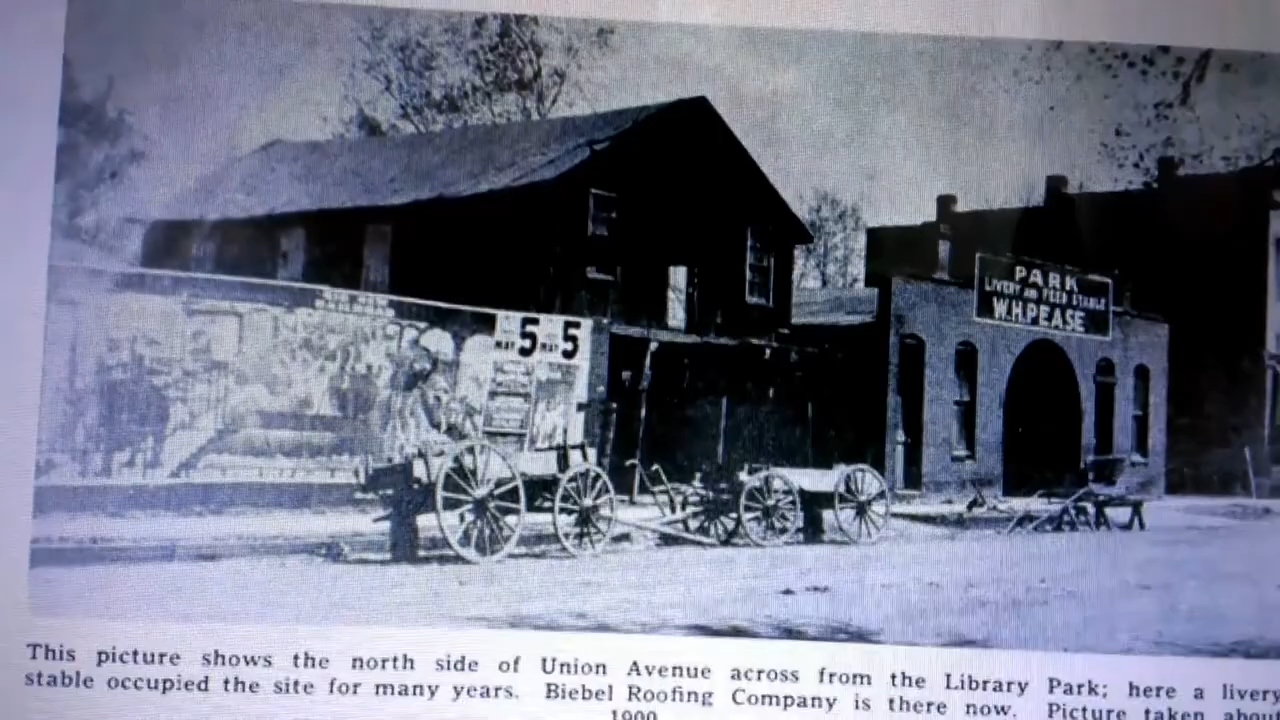 PARK
LIVERY AND FEED STABLE
W.H.PEASE
5 5
MAY MAY
This picture shows the north side of Union Avenue across from the Library Park; here a livery
stable occupied the site for many years. Biebel Roofing Company is there now. Picture taken about
1900